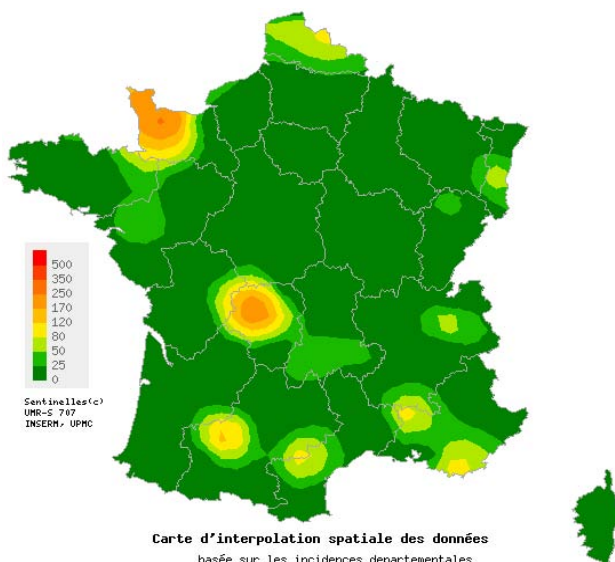 500
350
250
170
120
80
50
25
0
Sentinelles(c)
UMR-S 707
INSERM, UPMC
Carte d'interpolation spatiale des données
basée sur les incidences departementales